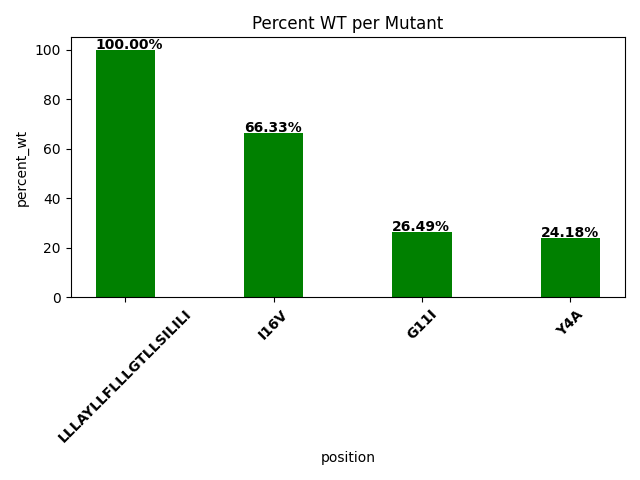 Percent WT per Mutant
100.00%
66.33%
26.49%
24.18%
percent_wt
100
80
60
40
20
0
LLLAYLLFLLLGTLLSILILI
I16V
G11I
Y4A
position